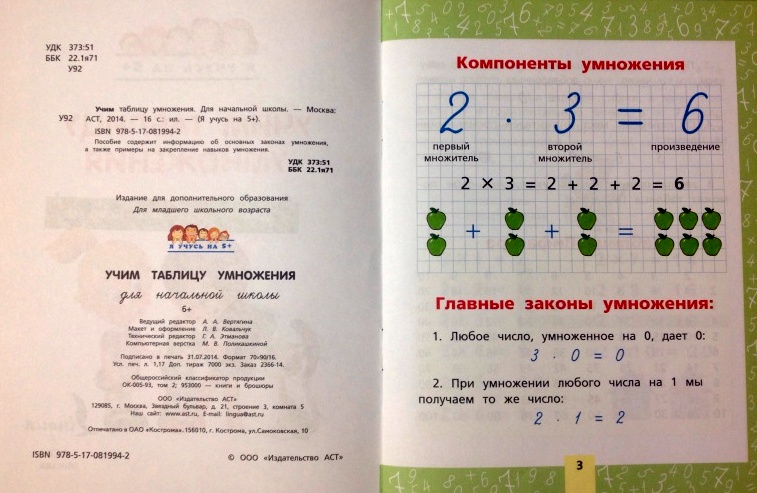 УДК 373:51
ББК 22.1я71
У92
У92
Учим таблицу умножения. Для начальной школы. — Москва:
АСТ, 2014. — 16 с.: ил. — (Я учусь на 5+).
ISBN 978-5-17-081994-2
Пособие содержит информацию об основных законах умножения,
а также примеры на закрепление навыков умножения.
УДК 373:51
ББК 22.1я71
Издание для дополнительного образования
Для младшего школьного возраста
Я УЧУСЬ НА 5+
УЧИМ ТАБЛИЦУ УМНОЖЕНИЯ
для начальной школы
6+
Ведущий редактор А. А. Вертягина
Макет и оформление Л. В. Ковальчук
Технический редактор Г. А. Этманова
Компьютерная верстка М. В. Поликашиной
Подписано в печать 31.07.2014. Формат 70×90/16.
Усл. печ. л. 1,17 Доп. тираж 7000 экз. Заказ 2366-14.
Общероссийский классификатор продукции
ОК-005-93, том 2; 953000 — книги и брошюры
ООО «Издательство АСТ»
129085, г. Москва, Звездный бульвар, д. 21, строение 3, комната 5
Наш сайт: www.ast.ru, E-mail: lingua@ast.ru
Отпечатано в ОАО «Кострома». 156010, г. Кострома, ул.Самоковская, 10
ISBN 978-5-17-081994-2
© ООО «Издательство АСТ»
Компоненты умножения
2 · 3 = 6
первый множитель второй множитель произведение
2 × 3 = 2 + 2 + 2 = 6
+ + =
Главные законы умножения:
1. Любое число, умноженное на 0, дает 0:
3 · 0 = 0
2. При умножении любого числа на 1 мы
получаем то же число:
2 · 1 = 2
3